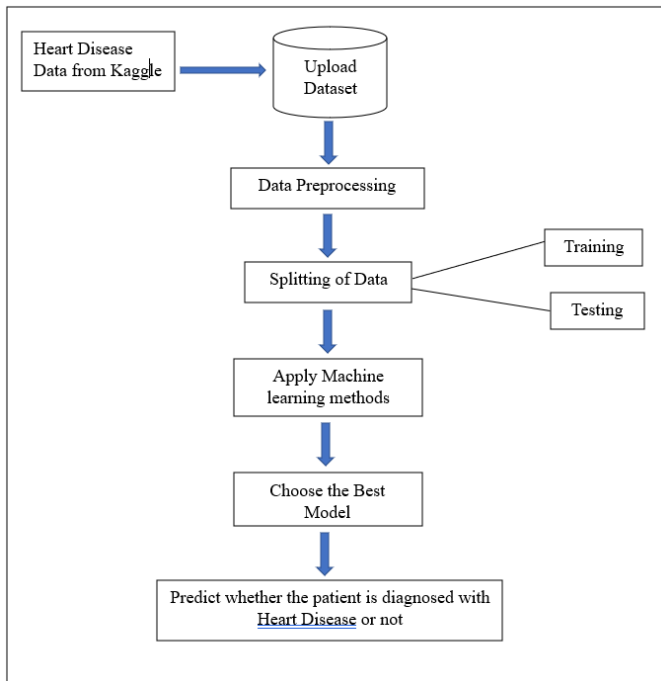 Heart Disease
Data from Kaggle
Upload
Dataset
Data Preprocessing
Splitting of Data
Training
Testing
Apply Machine
learning methods
Choose the Best
Model
Predict whether the patient is diagnosed with
Heart Disease or not